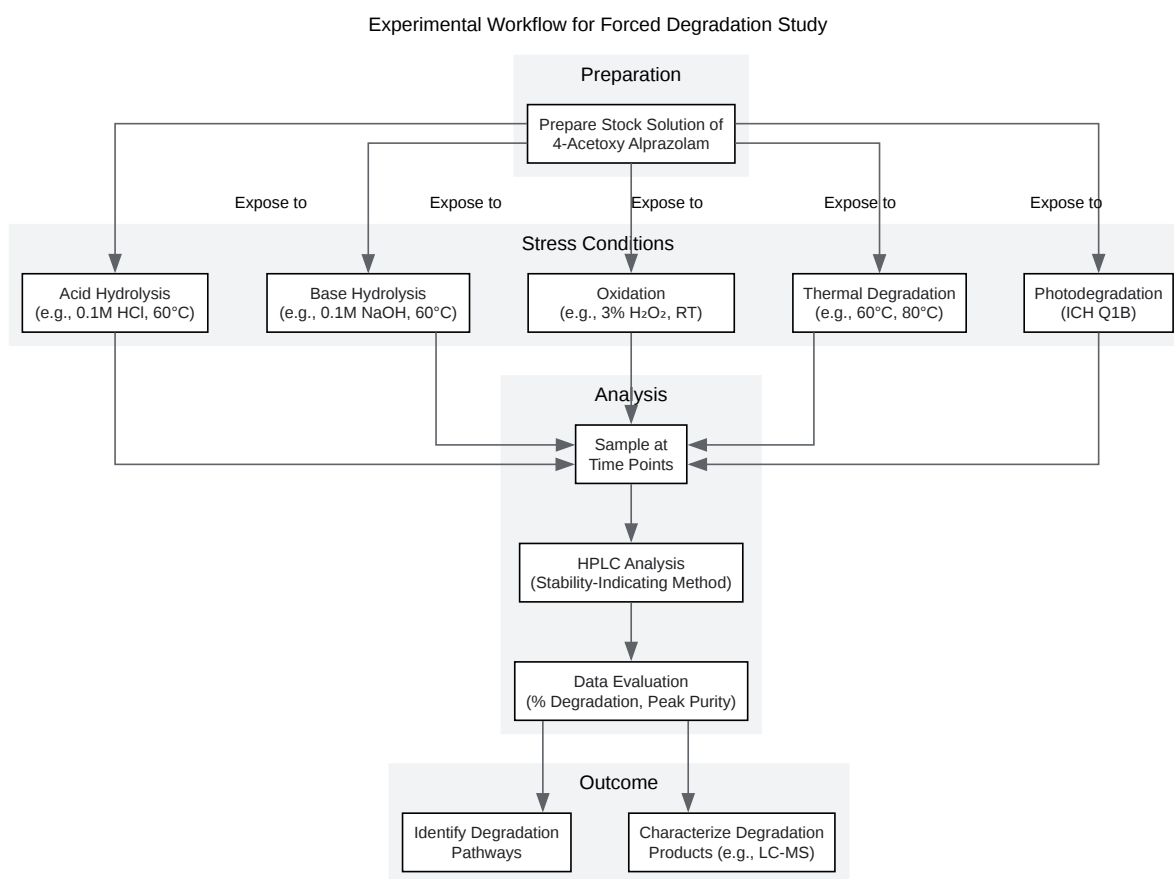 Experimental Workflow for Forced Degradation Study
Preparation
Prepare Stock Solution of
4-Acetoxy Alprazolam
Expose to
Expose to
Expose to
Expose to
Expose to
Stress Conditions
Acid Hydrolysis
(e.g., 0.1M HCl, 60°C)
Base Hydrolysis
(e.g., 0.1M NaOH, 60°C)
Oxidation
(e.g., 3% H₂O₂, RT)
Thermal Degradation
(e.g., 60°C, 80°C)
Photodegradation
(ICH Q1B)
Analysis
Sample at
Time Points
HPLC Analysis
(Stability-Indicating Method)
Data Evaluation
(% Degradation, Peak Purity)
Outcome
Identify Degradation
Pathways
Characterize Degradation
Products (e.g., LC-MS)